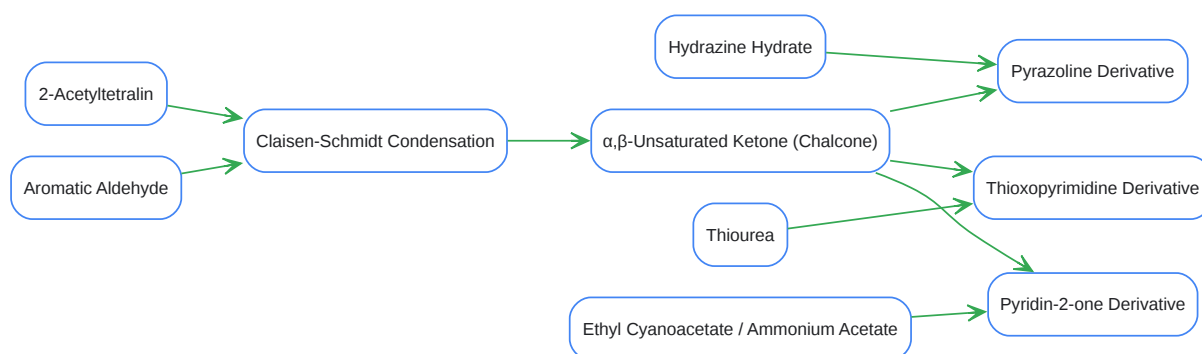 Hydrazine Hydrate
Pyrazoline Derivative
2-Acetyltetralin
Claisen-Schmidt Condensation
α,β-Unsaturated Ketone (Chalcone)
Aromatic Aldehyde
Thioxopyrimidine Derivative
Thiourea
Pyridin-2-one Derivative
Ethyl Cyanoacetate / Ammonium Acetate